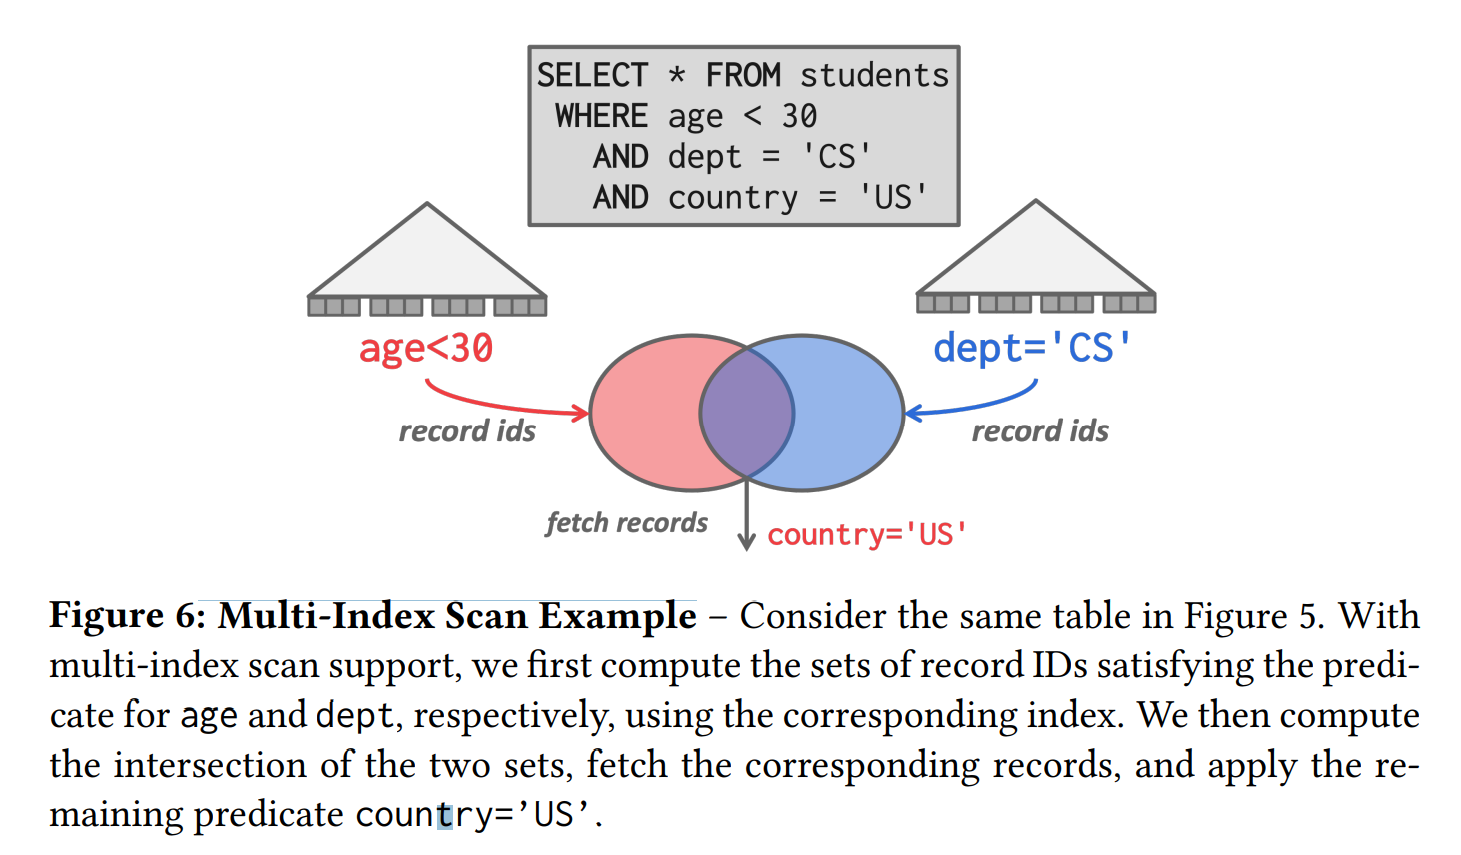 SELECT * FROM students
WHERE age < 30
AND dept = 'CS'
AND country = 'US'
age<30
dept='CS'
record ids
record ids
fetch records
country='US'
Figure 6: Multi-Index Scan Example – Consider the same table in Figure 5. With
multi-index scan support, we first compute the sets of record IDs satisfying the predi-
cate for age and dept, respectively, using the corresponding index. We then compute
the intersection of the two sets, fetch the corresponding records, and apply the re-
maining predicate country=’US’.